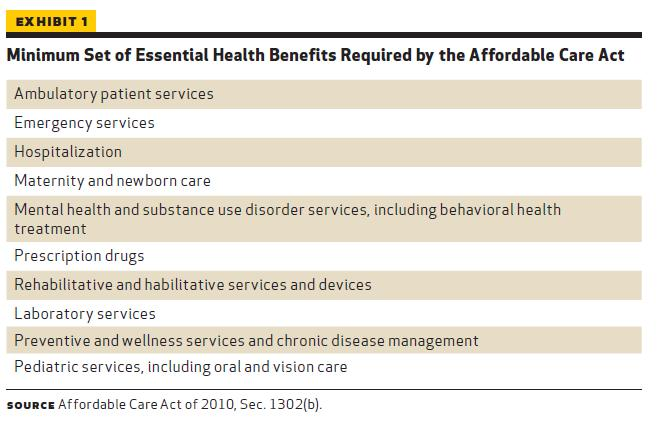 EXHIBIT 1
Minimum Set of Essential Health Benefits Required by the Affordable Care Act
Ambulatory patient services
Emergency services
Hospitalization
Maternity and newborn care
Mental health and substance use disorder services, including behavioral health
treatment
Prescription drugs
Rehabilitative and habilitative services and devices
Laboratory services
Preventive and wellness services and chronic disease management
Pediatric services, including oral and vision care
SOURCE Affordable Care Act of 2010, Sec. 1302(b).